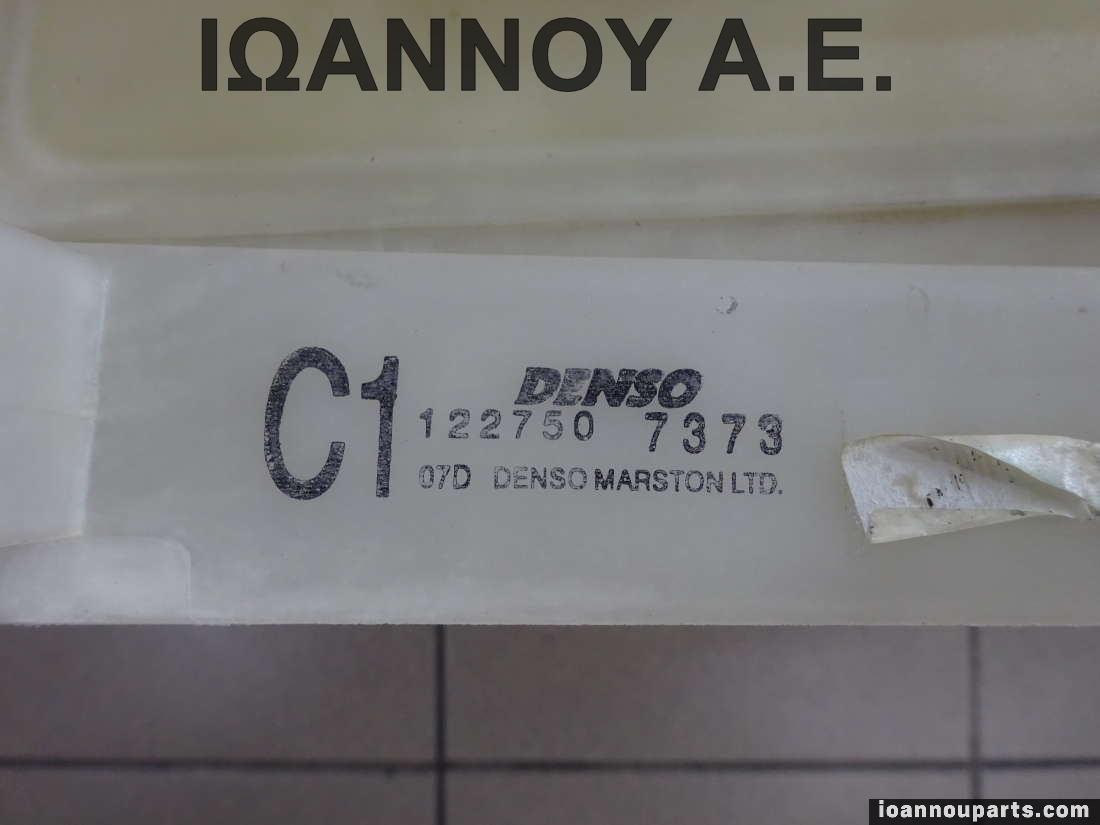 ΙΩΑΝΝΟΥ Α.Ε.
C1
DENSO
122750 7373
07D DENSO MARSTON LTD.
ioannouparts.com